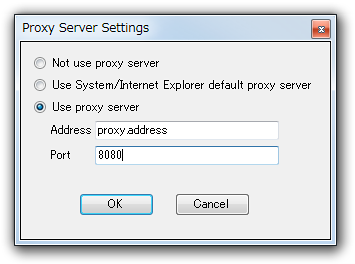 Proxy Server Settings
Not use proxy server
Use System/Internet Explorer default proxy server
Use proxy server
Address proxy.address
Port 8080
OK Cancel